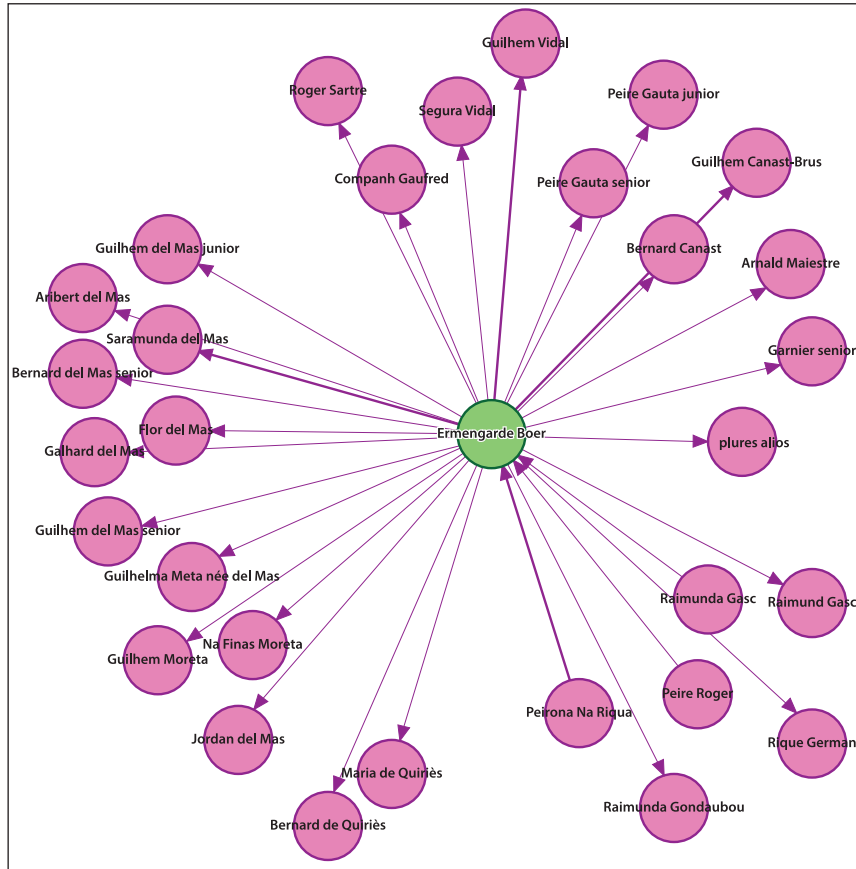 Guilhem Vidal
Roger Sartre
Peire Gauta junior
Segura Vidal
Guilhem Canast-Brus
Companh Gaufred
Peire Gauta senior
Guilhem del Mas junior
Bernard Canast
Arnald Maiestre
Aribert del Mas
Saramunda del Mas
Garnier senior
Bernard del Mas senior
Flor del Mas
Ermengarde Boer
plures alios
Galhard del Mas
Guilhem del Mas senior
Guilhelma Meta née del Mas
Raimunda Gasc
Raimund Gasc
Na Finas Moreta
Guilhem Moreta
Peire Roger
Peirona Na Riqua
Jordan del Mas
Rique German
Maria de Quiriès
Raimunda Gondaubou
Bernard de Quiriès